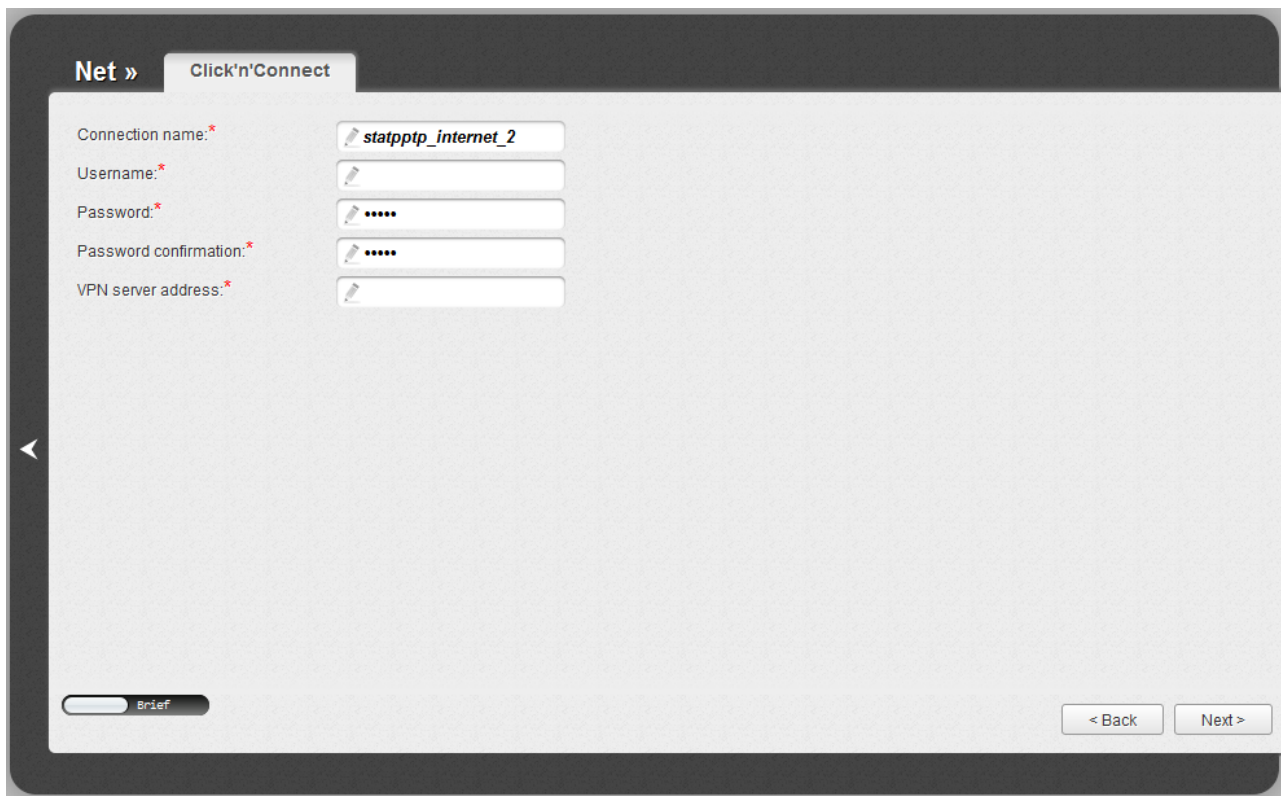 Net » Click'n'Connect
Connection name:* statpptp_internet_2
Username:*
Password:* •••••
Password confirmation:* •••••
VPN server address:*
Brief
< Back Next >